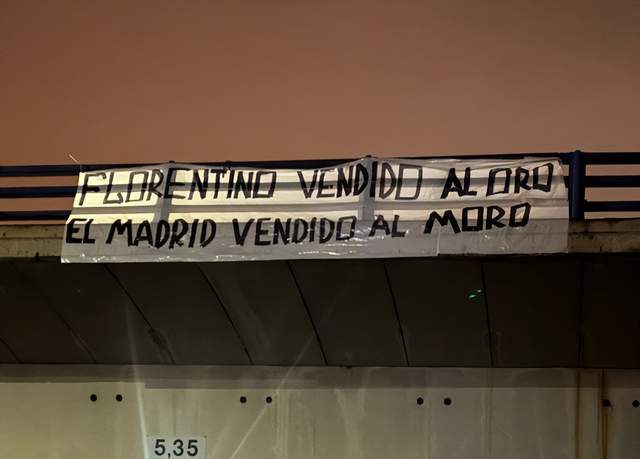 FLORENTINO VENDIDO AL ORO
EL MADRID VENDIDO AL MORO
5,35